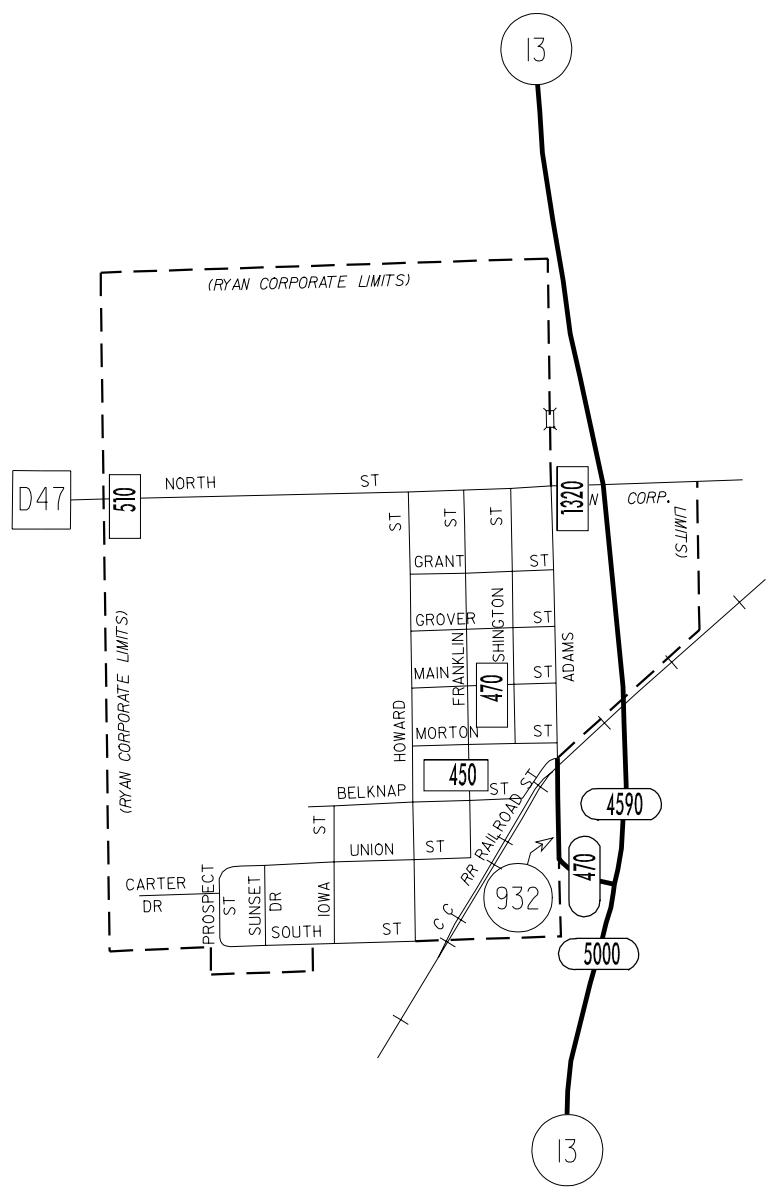 13
(RYAN CORPORATE LIMITS)
D47
510
NORTH ST
1320
N CORP.
LIMITS)
ST
ST
ST
GRANT ST
GROVER ST
SHINGTON
MAIN ST
FRANKLIN
ADAMS
470
(RYAN CORPORATE LIMITS)
HOWARD
MORTON ST
450
BELKNAP ST
RR RAILROAD ST
4590
ST
UNION ST
470
CARTER
DR
PROSPECT
ST
SUNSET
DR
IOWA
932
C C
SOUTH ST
5000
13